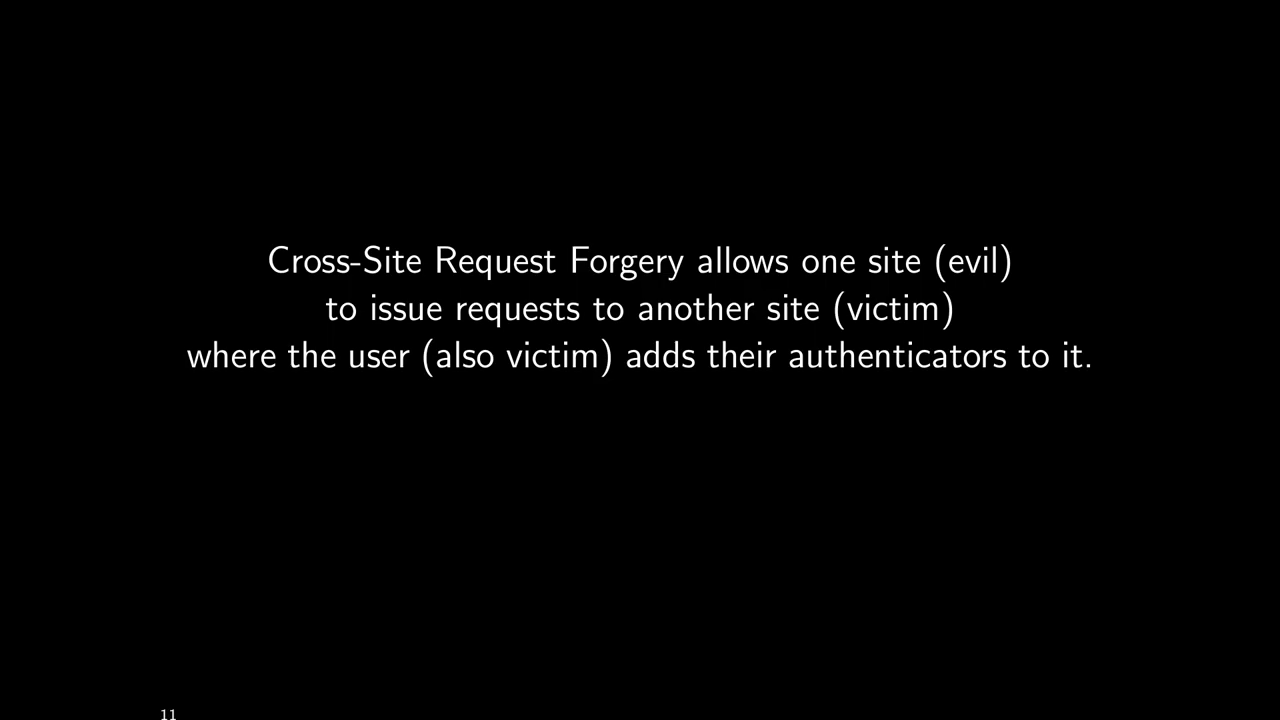 Cross-Site Request Forgery allows one site (evil)
to issue requests to another site (victim)
where the user (also victim) adds their authenticators to it.
11